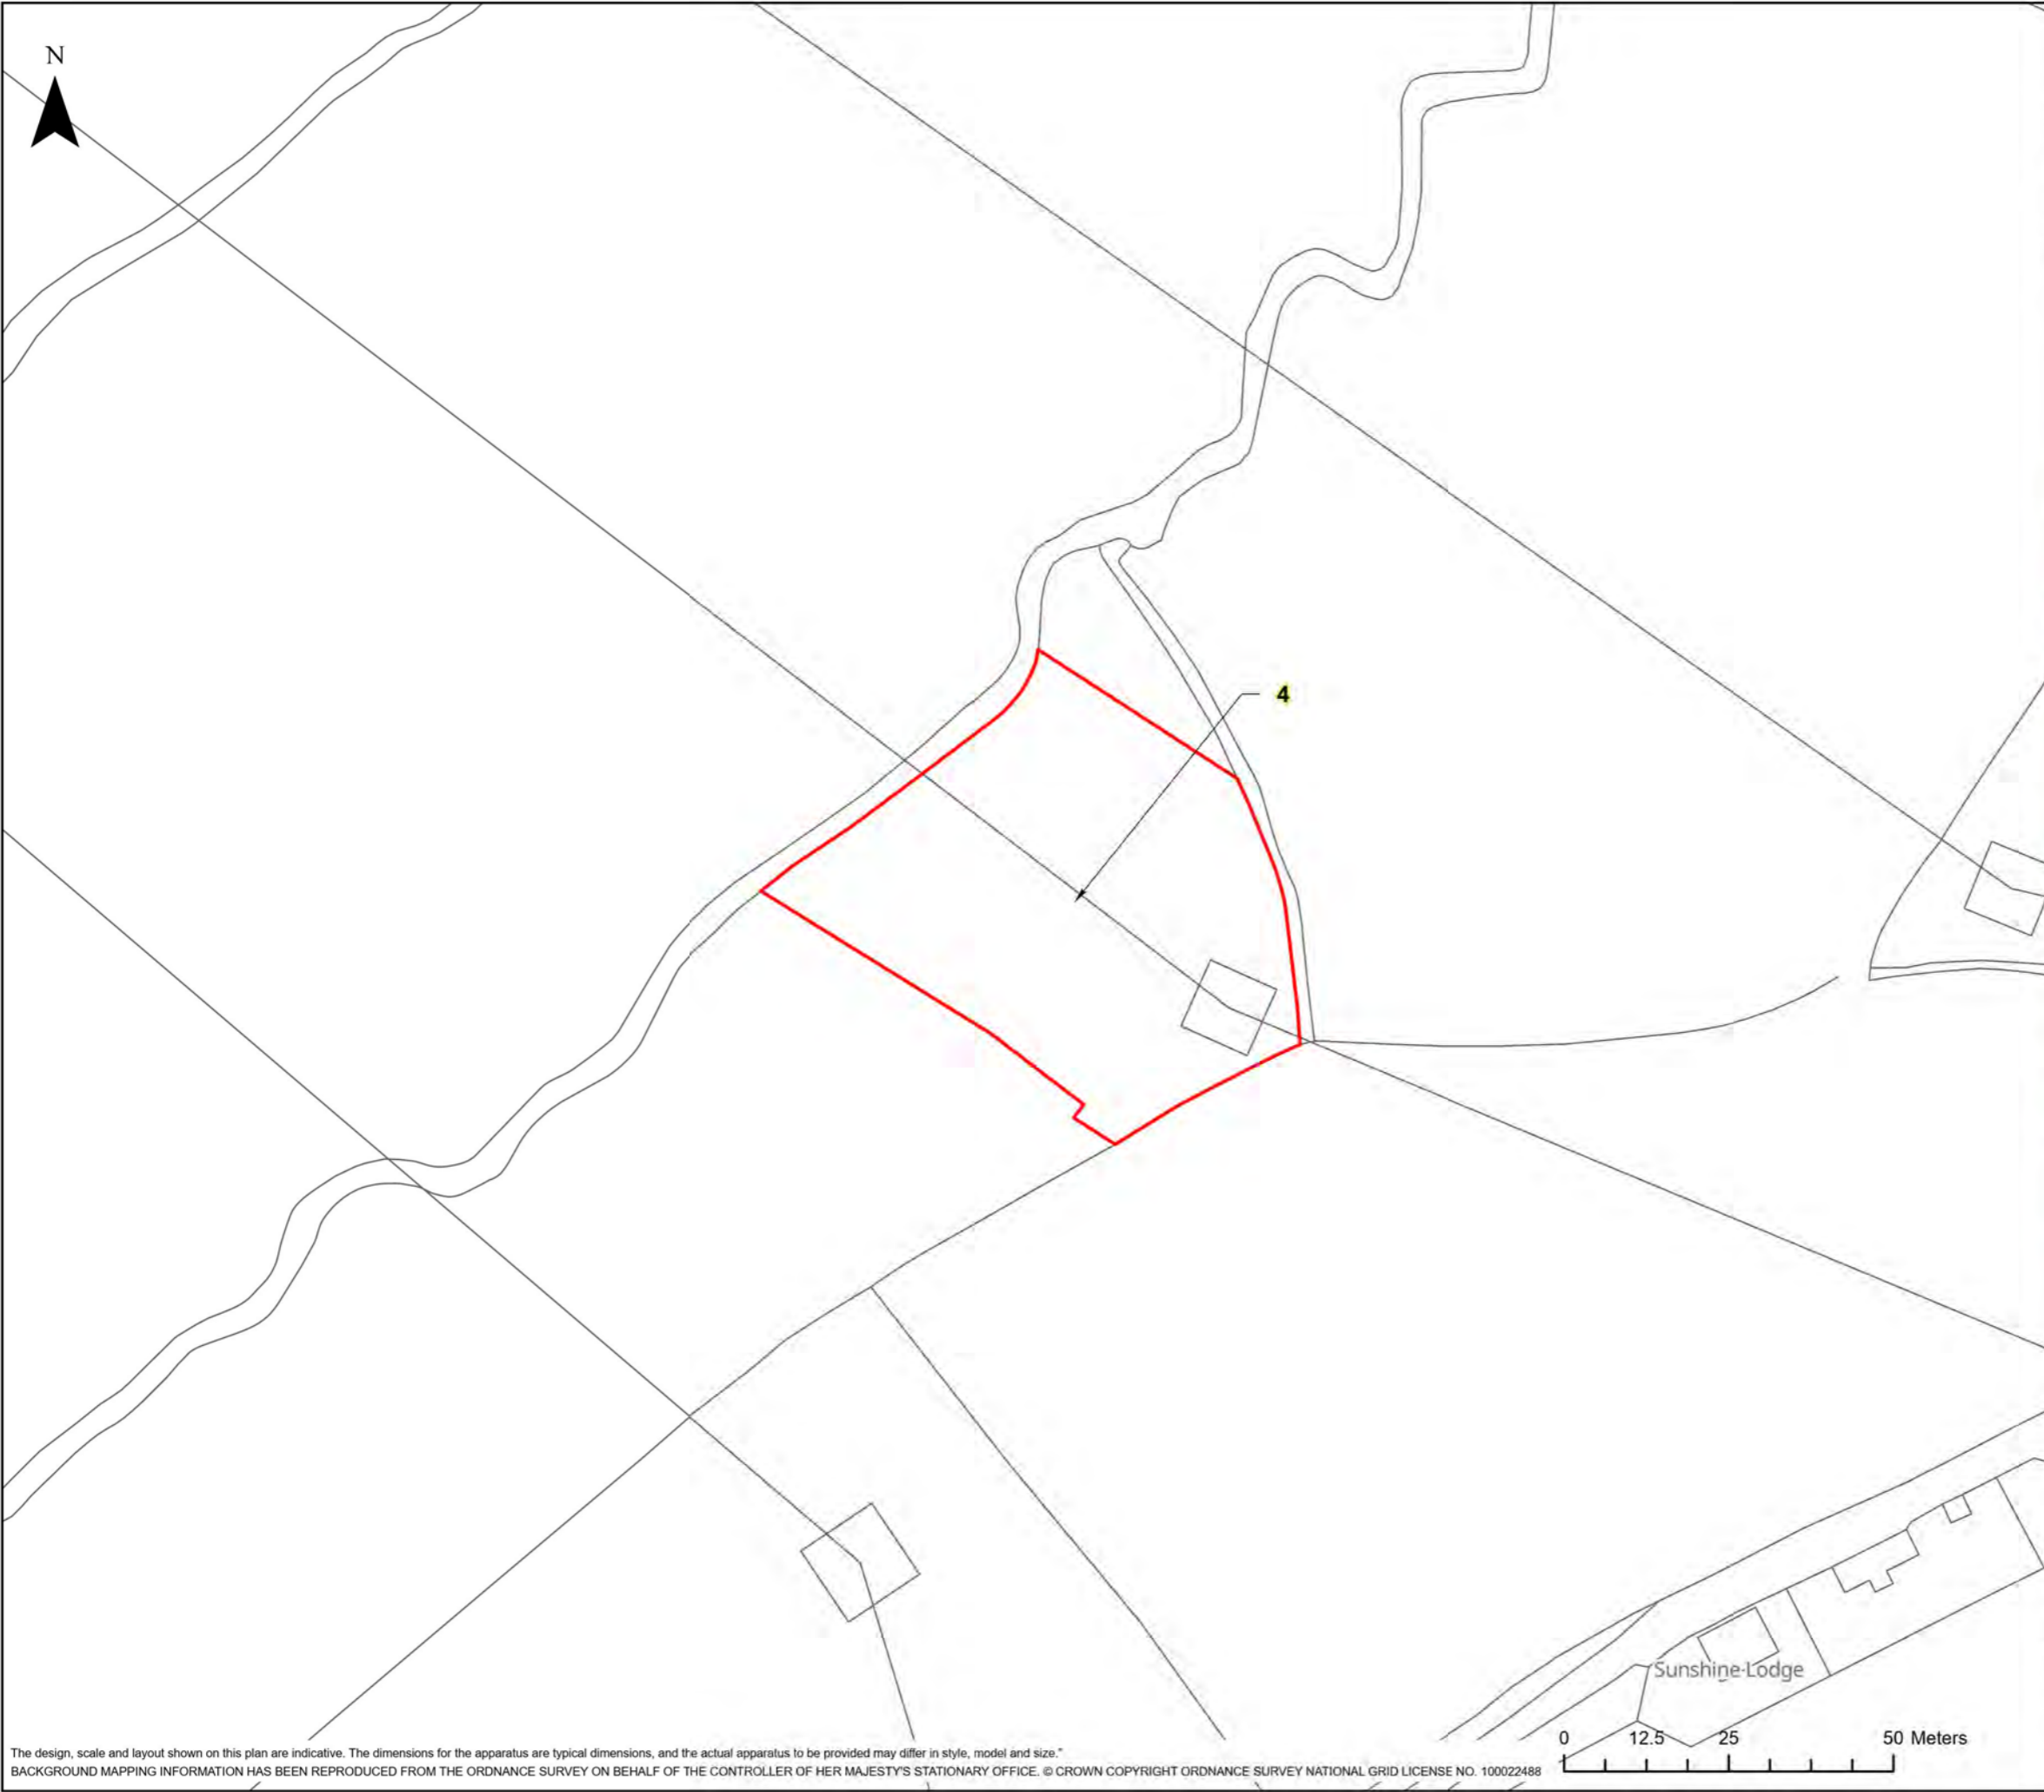 N
4
Sunshine Lodge
0 12.5 25 50 Meters
The design, scale and layout shown on this plan are indicative. The dimensions for the apparatus are typical dimensions, and the actual apparatus to be provided may differ in style, model and size."
BACKGROUND MAPPING INFORMATION HAS BEEN REPRODUCED FROM THE ORDNANCE SURVEY ON BEHALF OF THE CONTROLLER OF HER MAJESTY'S STATIONARY OFFICE. © CROWN COPYRIGHT ORDNANCE SURVEY NATIONAL GRID LICENSE NO. 100022488